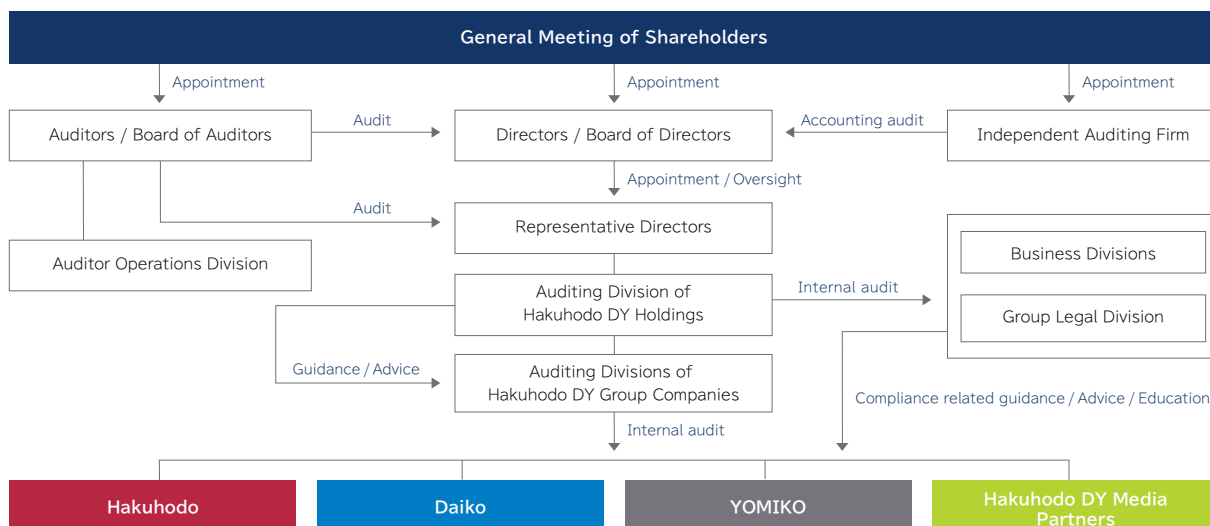 General Meeting of Shareholders
Appointment
Appointment
Appointment
Auditors / Board of Auditors
Audit
Directors / Board of Directors
Accounting audit
Independent Auditing Firm
Appointment / Oversight
Audit
Representative Directors
Auditor Operations Division
Business Divisions
Auditing Division of
Hakuhodo DY Holdings
Internal audit
Group Legal Division
Guidance / Advice
Auditing Divisions of
Hakuhodo DY Group Companies
Compliance related guidance / Advice / Education
Internal audit
Hakuhodo
Daiko
YOMIKO
Hakuhodo DY Media
Partners